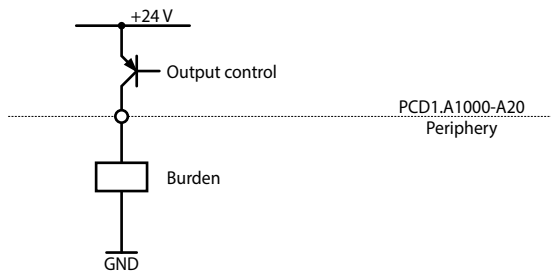 +24 V
Output control
PCD1.A1000-A20
Periphery
Burden
GND